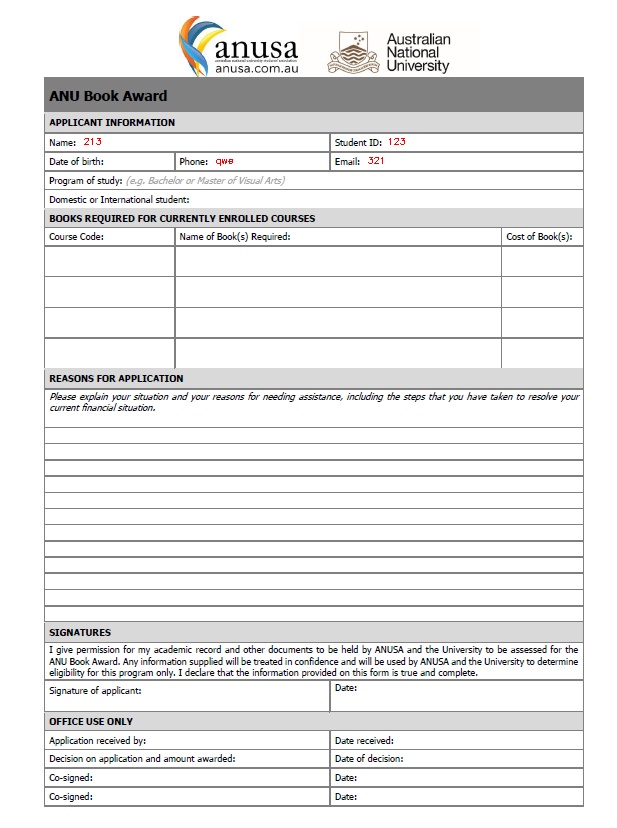 anusa
anusa.com.au
Australian
National
University
ANU Book Award
APPLICANT INFORMATION
Name: 213 Student ID: 123
Date of birth: Phone: qwe Email: 321
Program of study: (e.g. Bachelor or Master of Visual Arts)
Domestic or International student:
BOOKS REQUIRED FOR CURRENTLY ENROLLED COURSES
Course Code: Name of Book(s) Required: Cost of Book(s):
REASONS FOR APPLICATION
Please explain your situation and your reasons for needing assistance, including the steps that you have taken to resolve your
current financial situation.
SIGNATURES
I give permission for my academic record and other documents to be held by ANUSA and the University to be assessed for the
ANU Book Award. Any information supplied will be treated in confidence and will be used by ANUSA and the University to determine
eligibility for this program only. I declare that the information provided on this form is true and complete.
Signature of applicant: Date:
OFFICE USE ONLY
Application received by: Date received:
Decision on application and amount awarded: Date of decision:
Co-signed: Date:
Co-signed: Date: